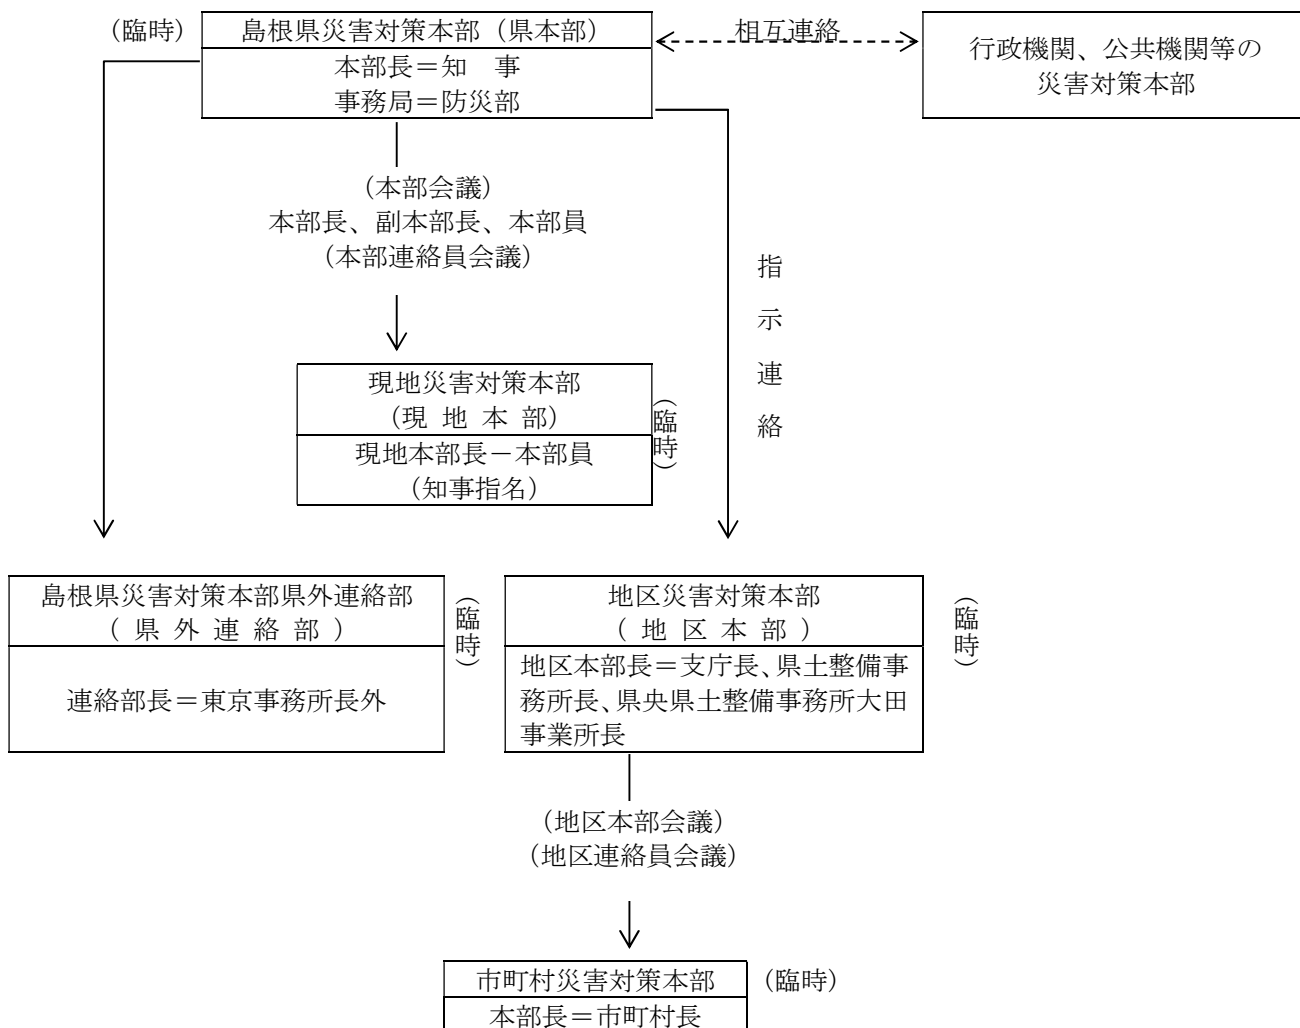 (臨時)
島根県災害対策本部(県本部)
本部長=知 事
事務局=防災部
相互連絡
行政機関、公共機関等の
災害対策本部
(本部会議)
本部長、副本部長、本部員
(本部連絡員会議)
指示連絡
現地災害対策本部
(現 地 本 部)
現地本部長-本部員
(知事指名)
(臨時)
島根県災害対策本部県外連絡部
( 県 外 連 絡 部 )
連絡部長=東京事務所長外
(臨時)
地区災害対策本部
( 地 区 本 部 )
地区本部長=支庁長、県土整備事
務所長、県央県土整備事務所大田
事業所長
(臨時)
(地区本部会議)
(地区連絡員会議)
市町村災害対策本部
本部長=市町村長
(臨時)